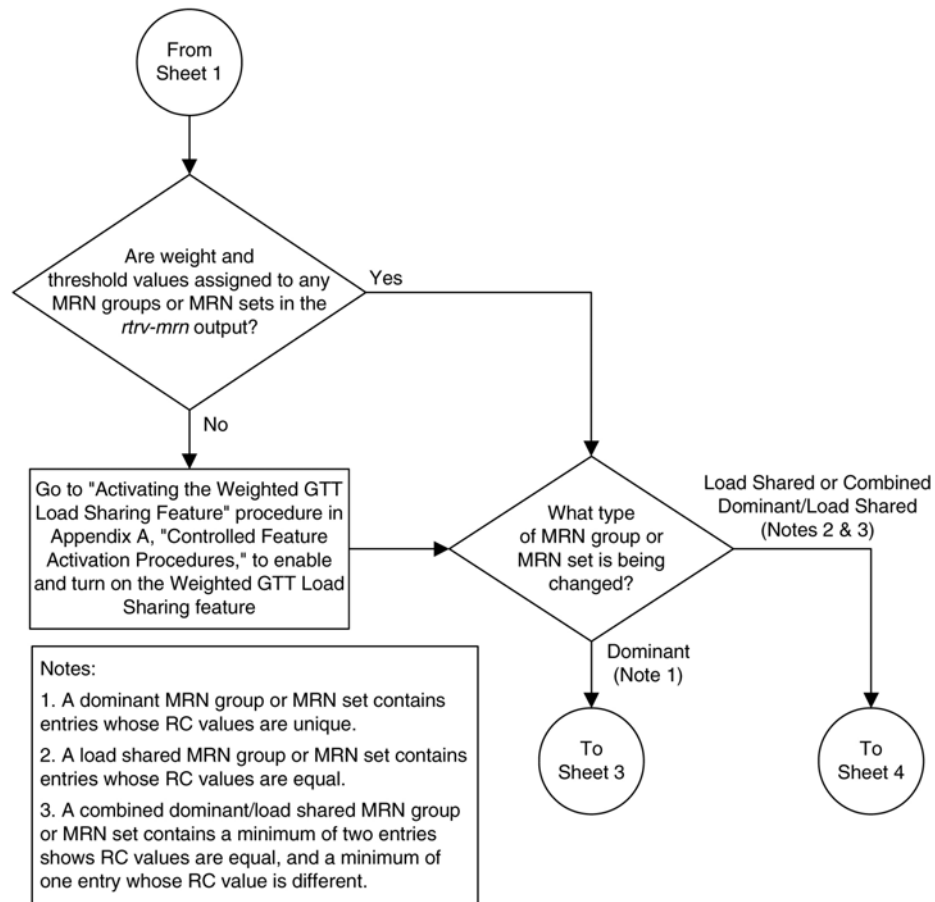 From
Sheet 1
Are weight and
threshold values assigned to any
MRN groups or MRN sets in the
rtrv-mrn output?
Yes
No
Go to "Activating the Weighted GTT
Load Sharing Feature" procedure in
Appendix A, "Controlled Feature
Activation Procedures," to enable
and turn on the Weighted GTT Load
Sharing feature
What type
of MRN group or
MRN set is being
changed?
Load Shared or Combined
Dominant/Load Shared
(Notes 2 & 3)
Dominant
(Note 1)
To
Sheet 3
To
Sheet 4
Notes:
1. A dominant MRN group or MRN set contains
entries whose RC values are unique.
2. A load shared MRN group or MRN set contains
entries whose RC values are equal.
3. A combined dominant/load shared MRN group
or MRN set contains a minimum of two entries
shows RC values are equal, and a minimum of
one entry whose RC value is different.